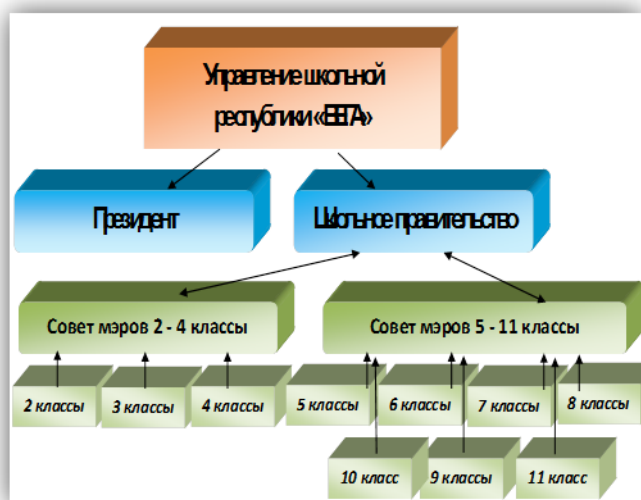 Управление школьной
республики «ВЕГА»
Президент
Школьное правительство
Совет мэров 2 - 4 классы
Совет мэров 5 - 11 классы
2 классы
3 классы
4 классы
5 классы
6 классы
7 классы
8 классы
10 класс
9 классы
11 класс